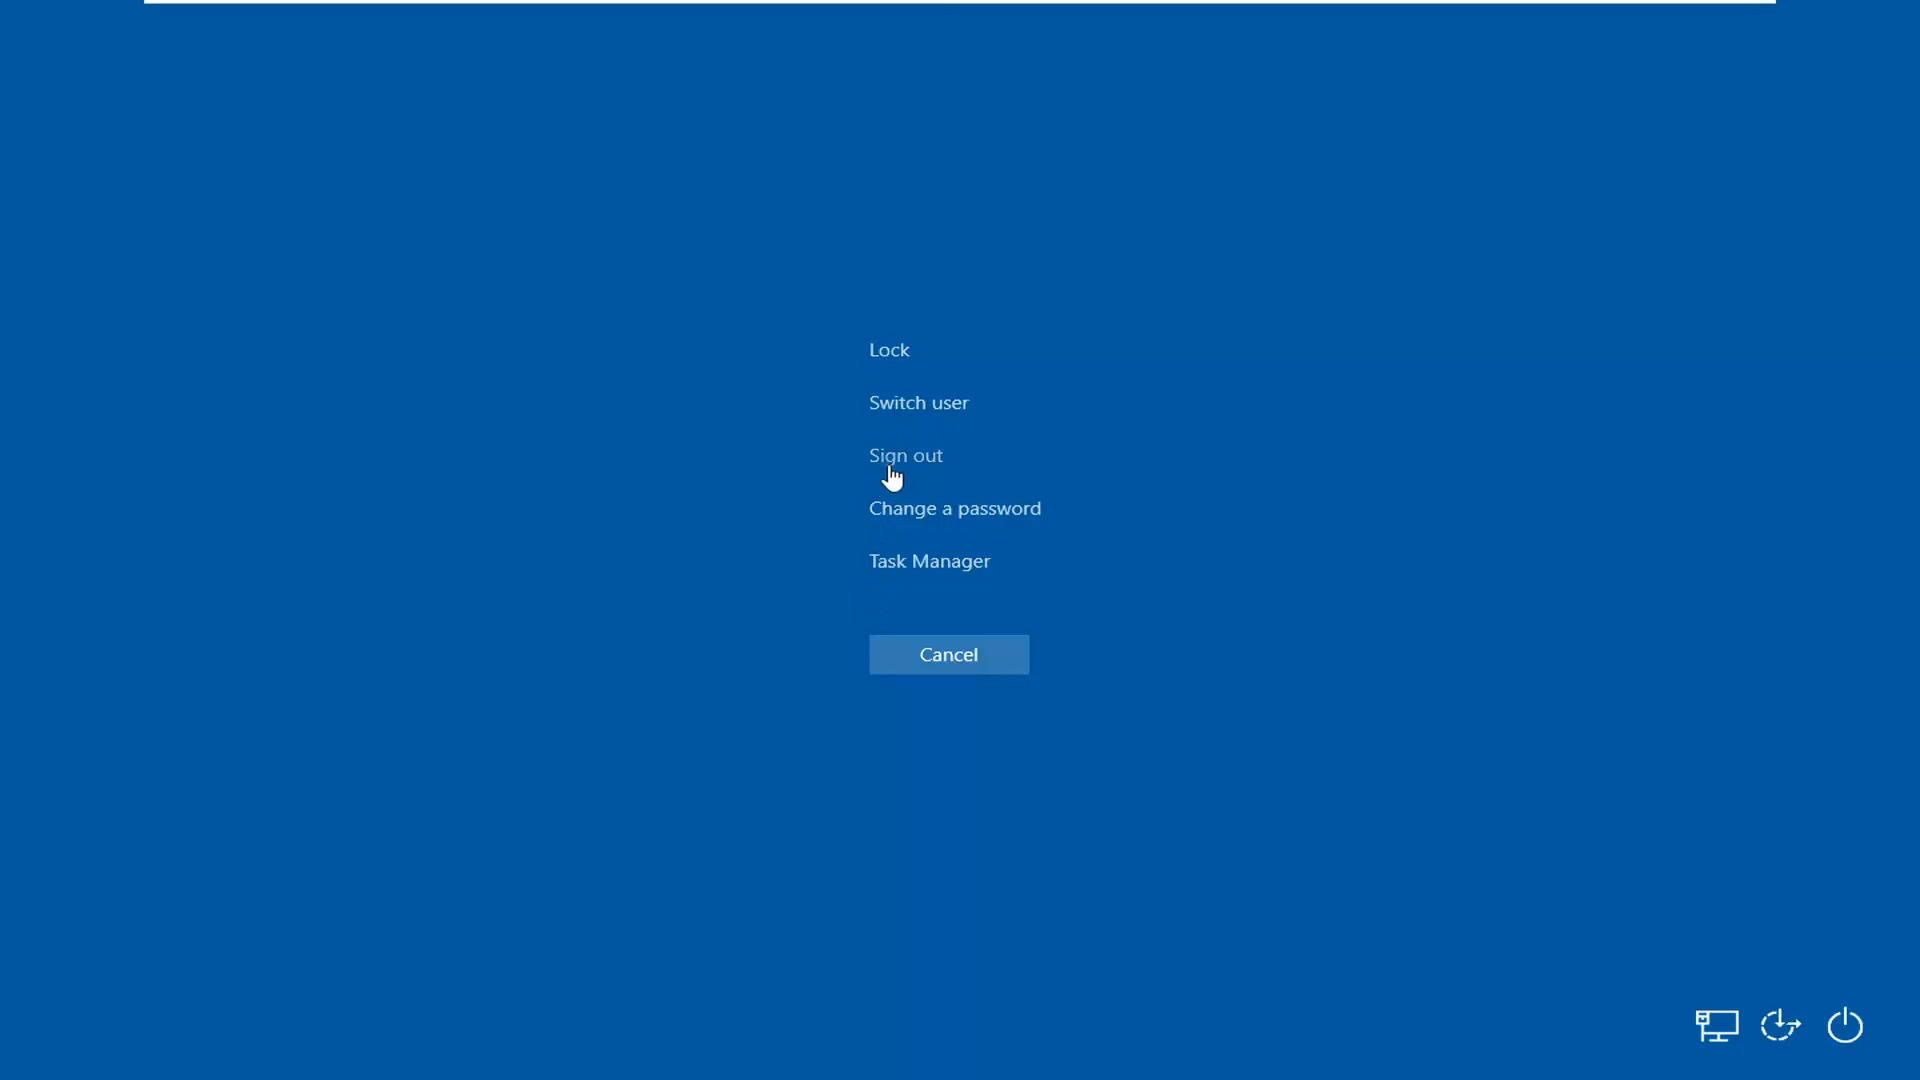 Lock
Switch user
Sign out
Change a password
Task Manager
Cancel